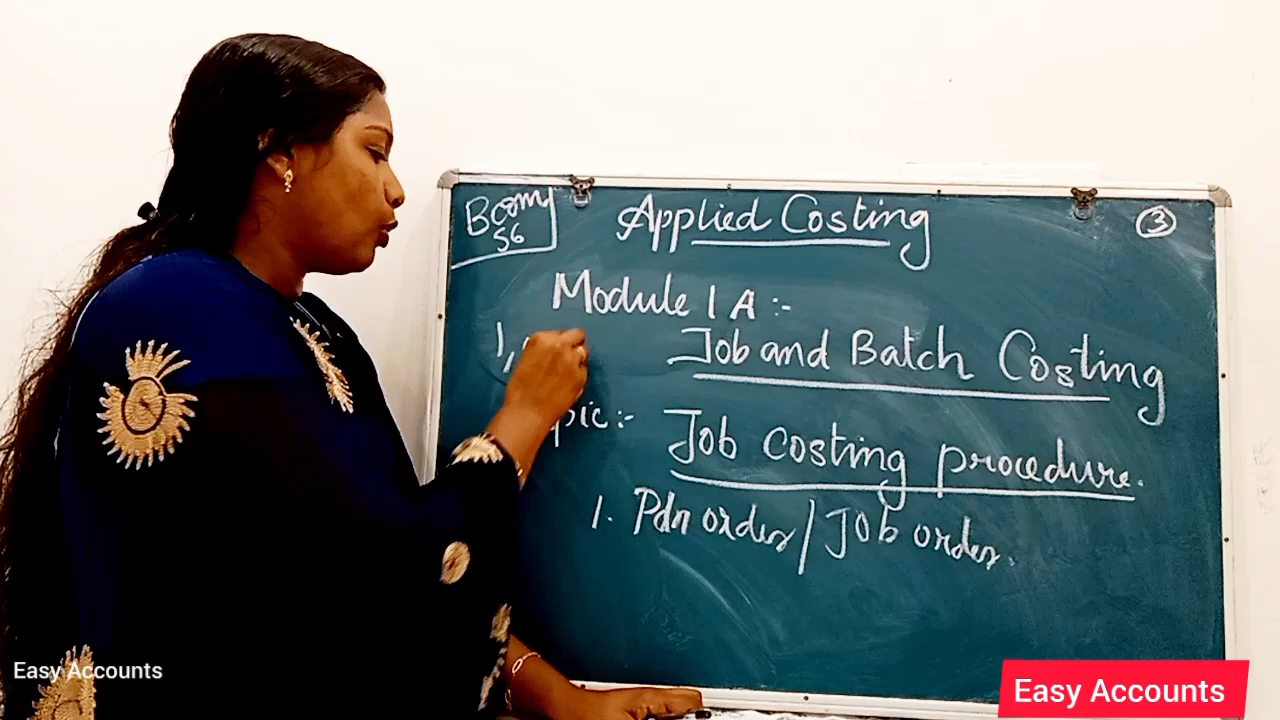 Bcom
S6
Applied Costing
3
Module 1 A :-
Job and Batch Costing
pic :- Job costing procedure.
1. Pdn order / Job order.
Easy Accounts
Easy Accounts